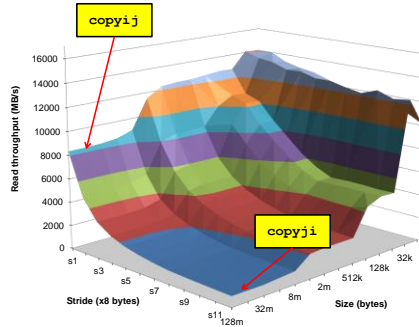 copyij
16000
14000
12000
10000
8000
6000
4000
2000
0
Read throughput (MB/s)
copyji
s1
s3
s5
s7
s9
s11
Stride (x8 bytes)
128m
32m
8m
2m
512k
128k
32k
Size (bytes)